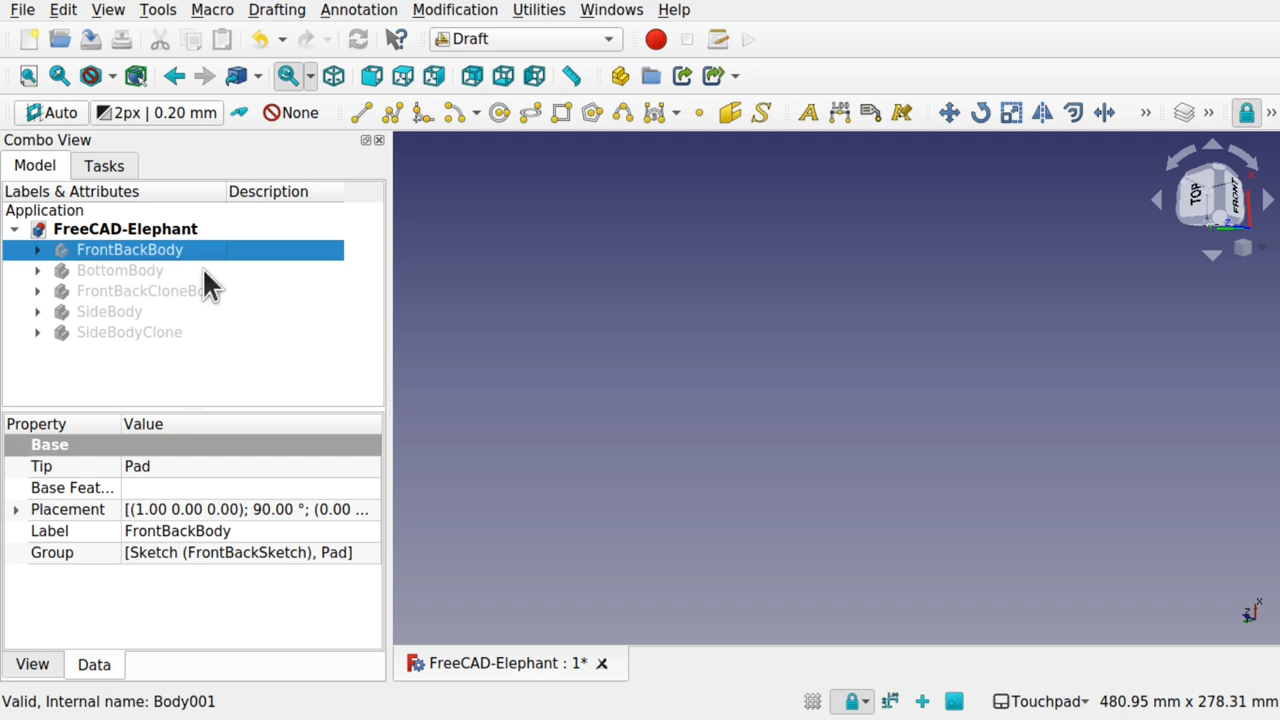 File Edit View Tools Macro Drafting Annotation Modification Utilities Windows Help
Draft
Auto 2px | 0.20 mm None
Combo View
Model Tasks
Labels & Attributes Description
Application
FreeCAD-Elephant
FrontBackBody
BottomBody
FrontBackCloneBo
SideBody
SideBodyClone
TOP FRONT
Property Value
Base
Tip Pad
Base Feat...
Placement [(1.00 0.00 0.00); 90.00 °; (0.00 ...
Label FrontBackBody
Group [Sketch (FrontBackSketch), Pad]
View Data
FreeCAD-Elephant : 1*
Valid, Internal name: Body001
Touchpad 480.95 mm x 278.31 mm